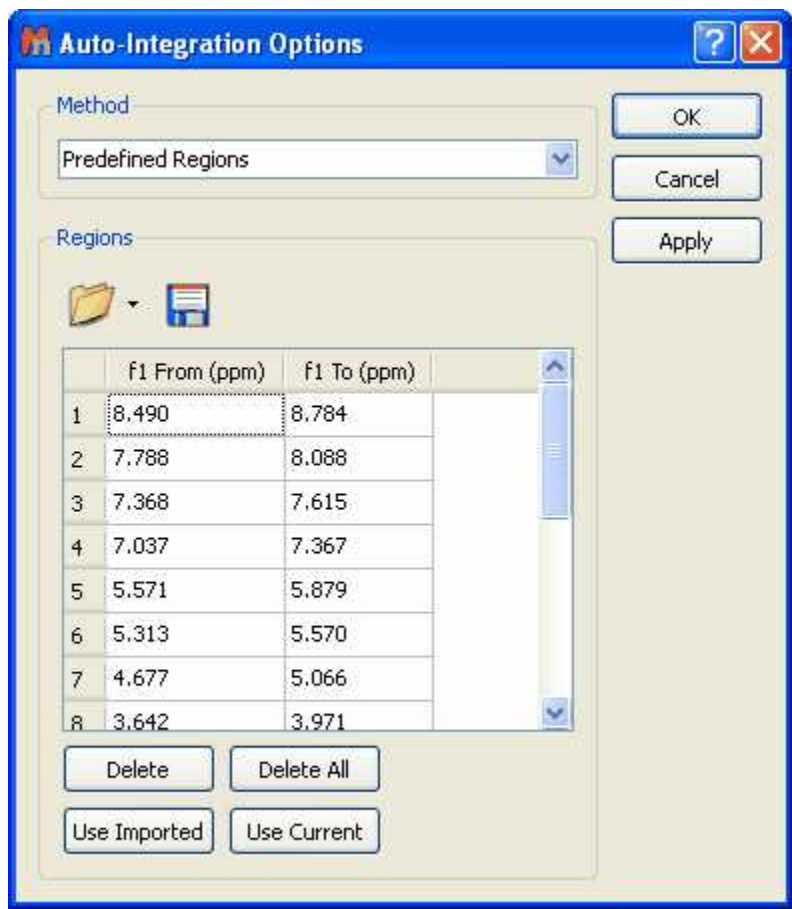 Auto-Integration Options
Method
OK
Predefined Regions
Cancel
Regions
Apply
f1 From (ppm) f1 To (ppm)
1 8.490 8.784
2 7.788 8.088
3 7.368 7.615
4 7.037 7.367
5 5.571 5.879
6 5.313 5.570
7 4.677 5.066
8 3.642 3.971
Delete Delete All
Use Imported Use Current